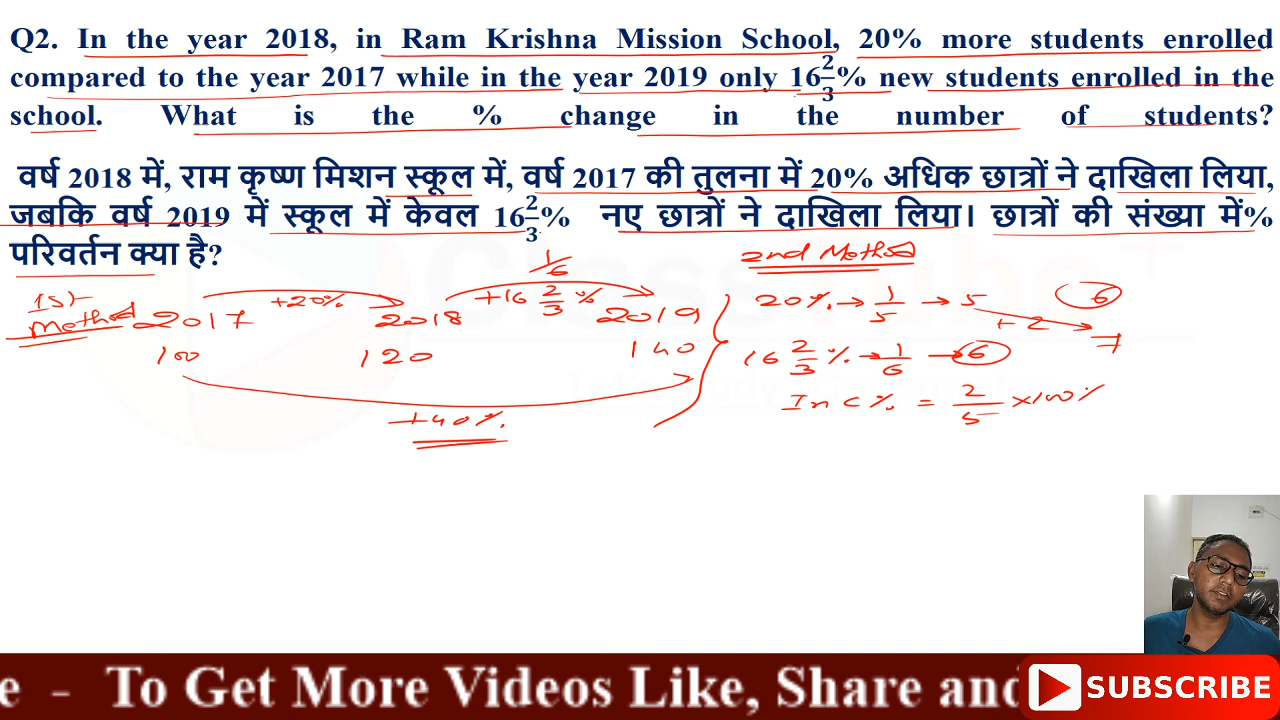 Q2. In the year 2018, in Ram Krishna Mission School, 20% more students enrolled
compared to the year 2017 while in the year 2019 only 16 2/3% new students enrolled in the
school. What is the % change in the number of students?
वर्ष 2018 में, राम कृष्ण मिशन स्कूल में, वर्ष 2017 की तुलना में 20% अधिक छात्रों ने दाखिला लिया,
जबकि वर्ष 2019 में स्कूल में केवल 16 2/3% नए छात्रों ने दाखिला लिया। छात्रों की संख्या में%
परिवर्तन क्या है?
1st
Method
1/6
+20%
+16 2/3 %
2017 2018 2019
100 120 140
+40%
2nd Method
20% → 1/5 → 5 6
+2
7
16 2/3 % → 1/6 → 6
Inc % = 2/5 ×100%
e - To Get More Videos Like, Share and
SUBSCRIBE